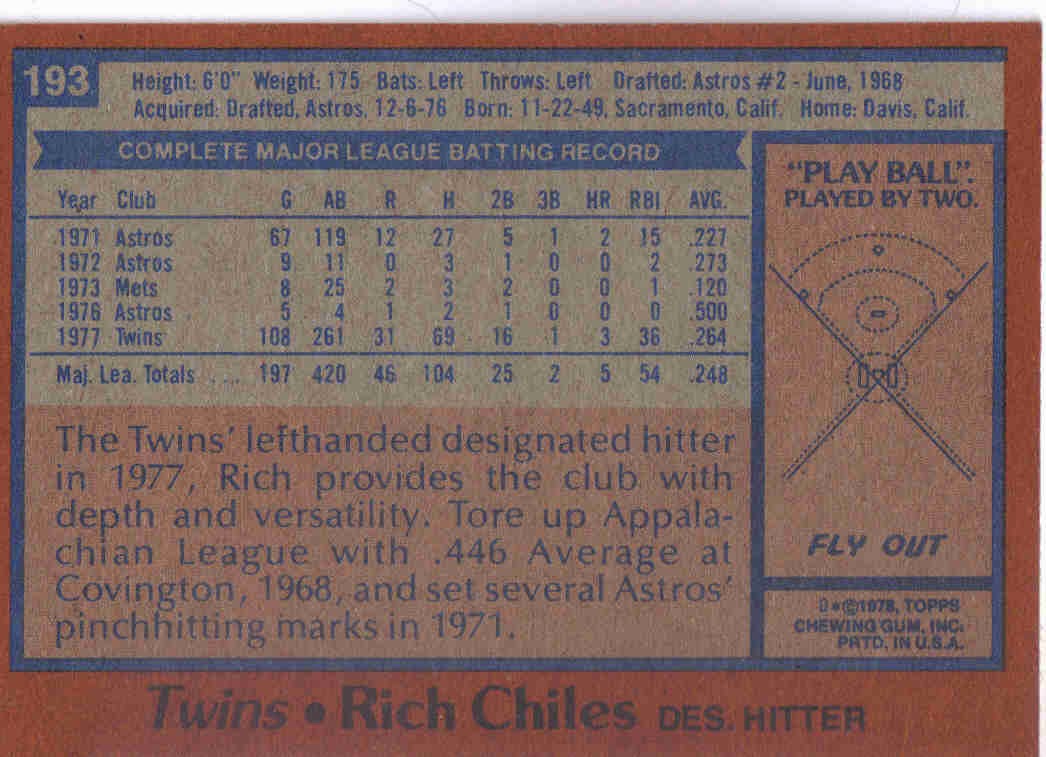 193
Height: 6'0" Weight: 175 Bats: Left Throws: Left Drafted: Astros #2 - June, 1968
Acquired: Drafted, Astros, 12-6-76 Born: 11-22-49, Sacramento, Calif. Home: Davis, Calif.
COMPLETE MAJOR LEAGUE BATTING RECORD
Year Club G AB R H 2B 3B HR RBI AVG.
1971 Astros 67 119 12 27 5 1 2 15 .227
1972 Astros 9 11 0 3 1 0 0 2 .273
1973 Mets 8 25 2 3 2 0 0 1 .120
1976 Astros 5 4 1 2 1 0 0 0 .500
1977 Twins 108 261 31 69 16 1 3 36 .264
Maj. Lea. Totals .... 197 420 46 104 25 2 5 54 .248
The Twins' lefthanded designated hitter
in 1977, Rich provides the club with
depth and versatility. Tore up Appala-
chian League with .446 Average at
Covington, 1968, and set several Astros'
pinchhitting marks in 1971.
"PLAY BALL".
PLAYED BY TWO.
FLY OUT
D*©1978, TOPPS
CHEWING GUM, INC.
PRTD. IN U.S.A.
Twins • Rich Chiles DES. HITTER